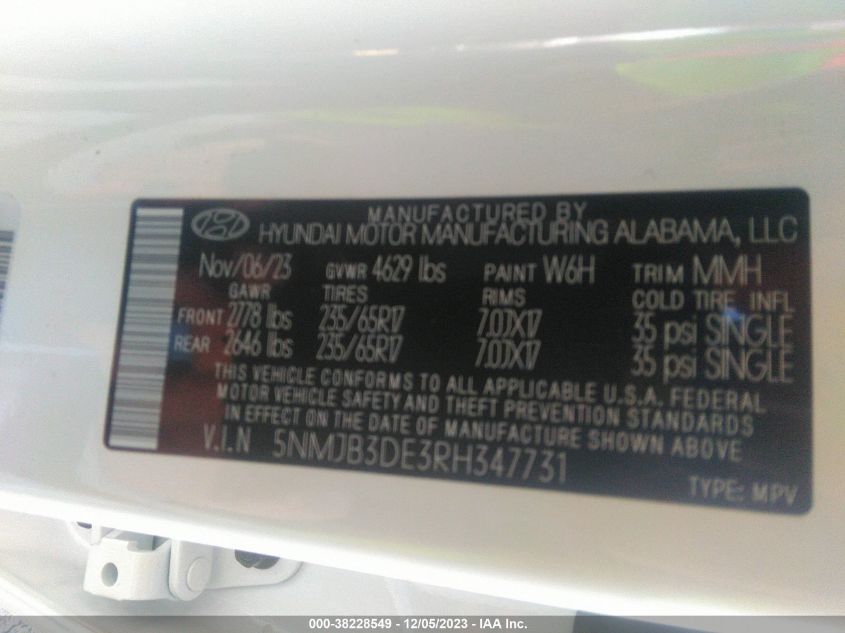 MANUFACTURED BY
HYUNDAI MOTOR MANUFACTURING ALABAMA, LLC
Nov/06/23 GVWR 4629 lbs PAINT W6H TRIM MMH
GAWR TIRES RIMS COLD TIRE INFL
FRONT 2778 lbs 235/65R17 7.0JX17 35 psi SINGLE
REAR 2646 lbs 235/65R17 7.0JX17 35 psi SINGLE
THIS VEHICLE CONFORMS TO ALL APPLICABLE U.S.A. FEDERAL
MOTOR VEHICLE SAFETY AND THEFT PREVENTION STANDARDS
IN EFFECT ON THE DATE OF MANUFACTURE SHOWN ABOVE
V.I.N 5NMJB3DE3RH347731
TYPE: MPV
000-38228549 - 12/05/2023 - IAA Inc.